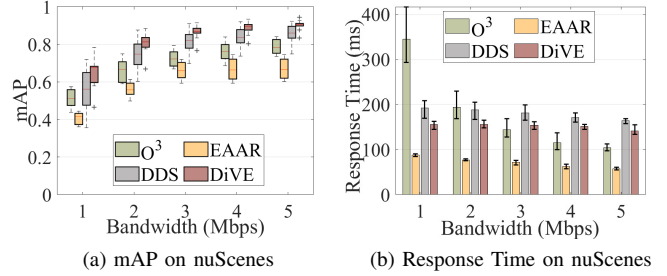 1
0.8
0.6
0.4
0.2
0
mAP
O³ EAAR
DDS DiVE
1 2 3 4 5
Bandwidth (Mbps)
(a) mAP on nuScenes
400
300
200
100
0
Response Time (ms)
O³ EAAR
DDS DiVE
1 2 3 4 5
Bandwidth (Mbps)
(b) Response Time on nuScenes